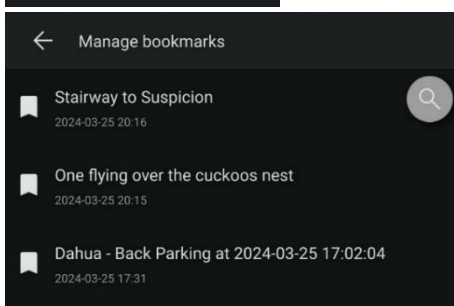 Manage bookmarks
Stairway to Suspicion
2024-03-25 20:16
One flying over the cuckoos nest
2024-03-25 20:15
Dahua - Back Parking at 2024-03-25 17:02:04
2024-03-25 17:31